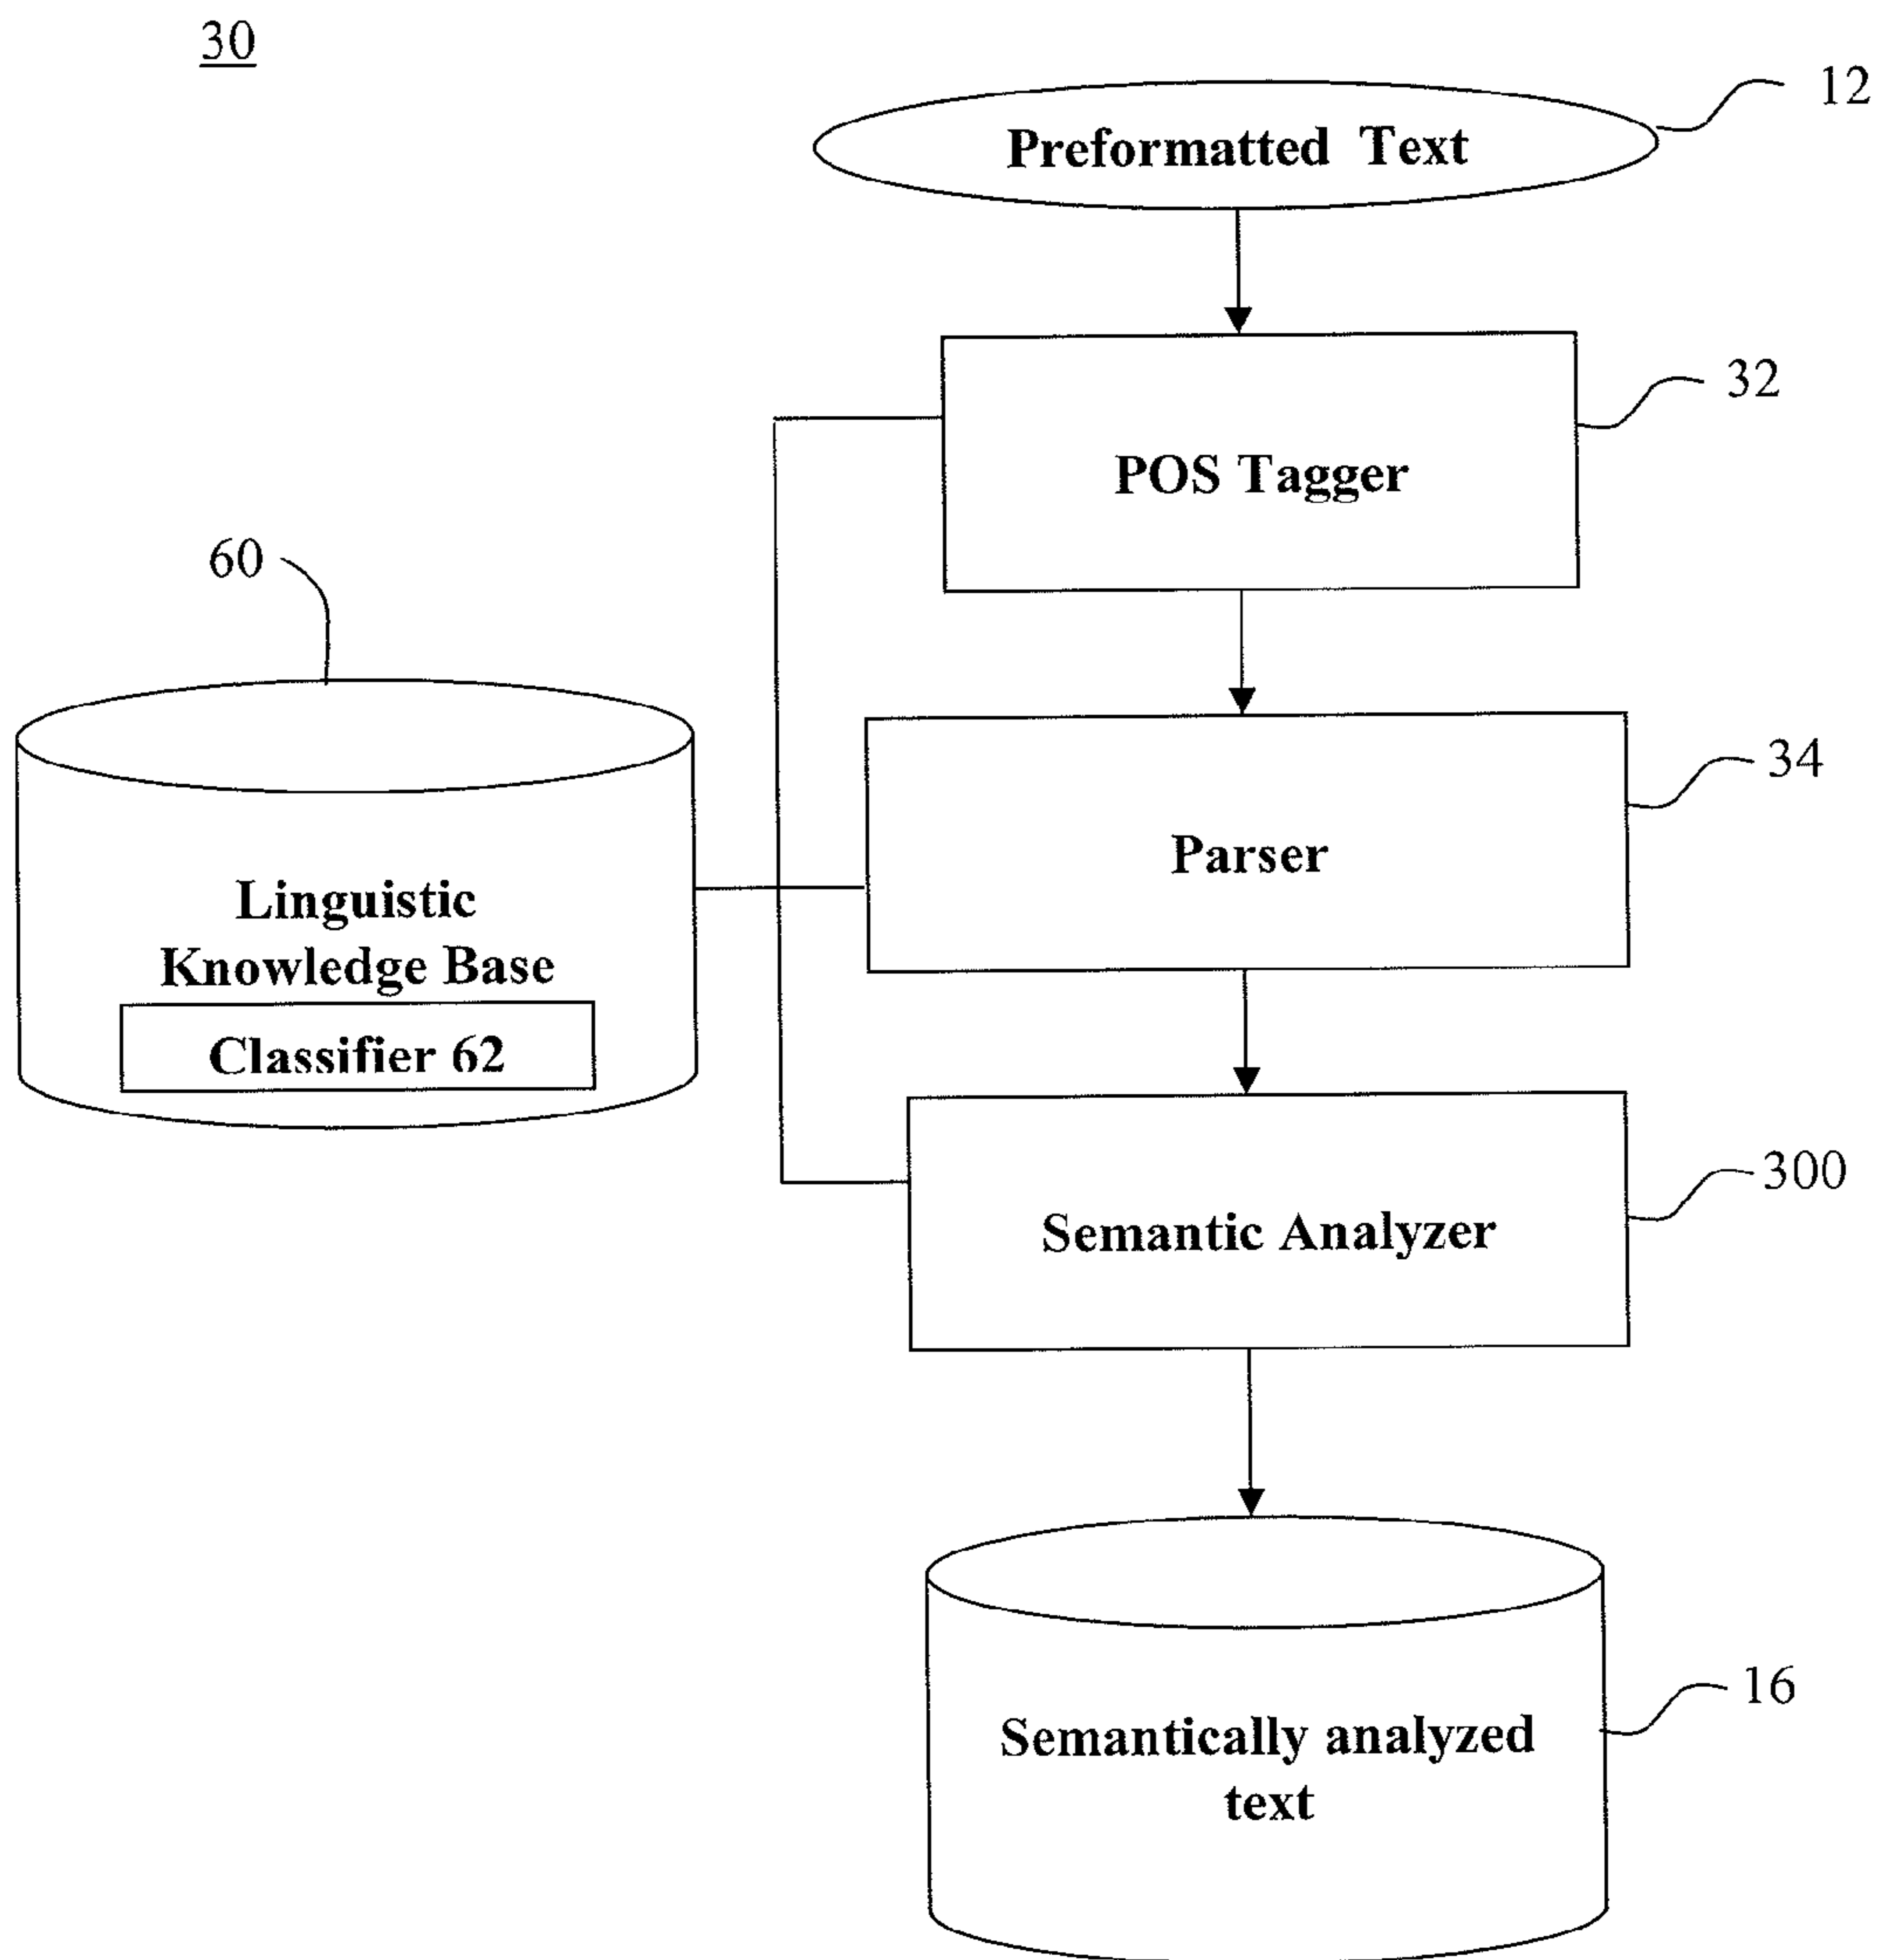 30
12
Preformatted Text
32
POS Tagger
60
34
Parser
Linguistic
Knowledge Base
Classifier 62
300
Semantic Analyzer
16
Semantically analyzed
text